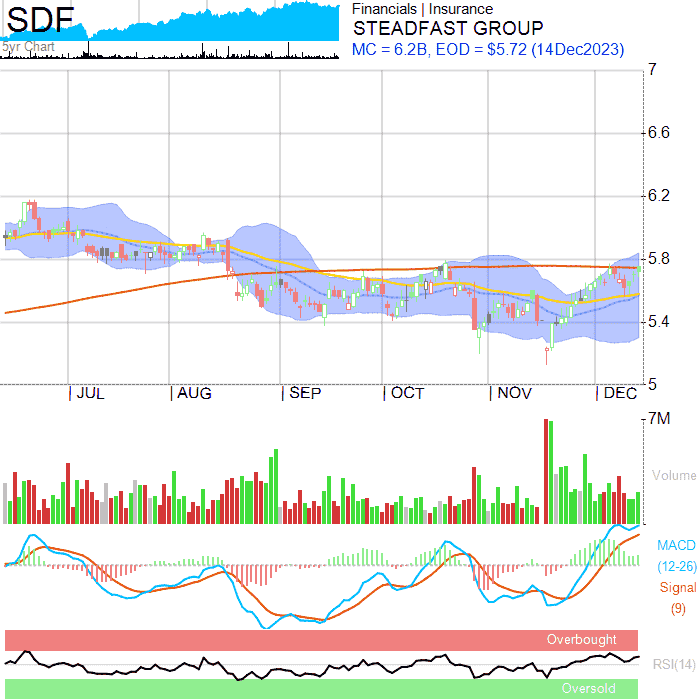 SDF
5yr Chart
Financials | Insurance
STEADFAST GROUP
MC = 6.2B, EOD = $5.72 (14Dec2023)
7
6.6
6.2
5.8
5.4
5
JUL AUG SEP OCT NOV DEC
7M
Volume
MACD
(12-26)
Signal
(9)
Overbought
RSI(14)
Oversold